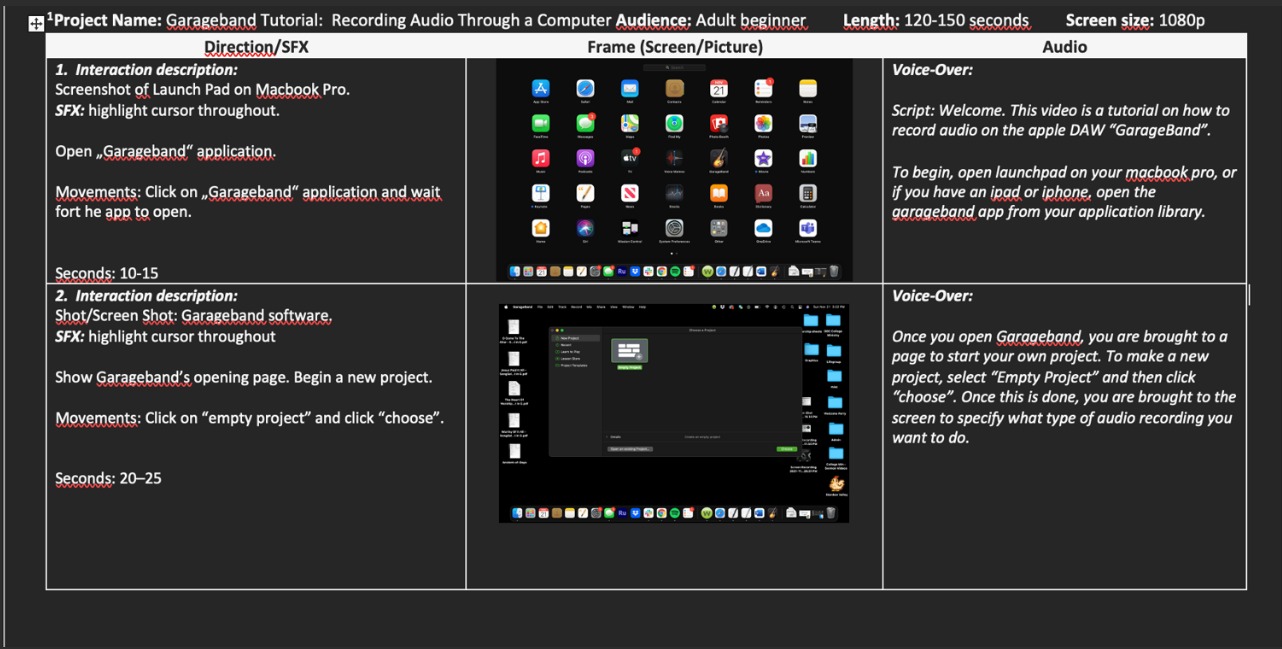 ¹Project Name: Garageband Tutorial: Recording Audio Through a Computer Audience: Adult beginner Length: 120-150 seconds Screen size: 1080p
Direction/SFX Frame (Screen/Picture) Audio
1. Interaction description:
Screenshot of Launch Pad on Macbook Pro.
SFX: highlight cursor throughout.
Open „Garageband“ application.
Movements: Click on „Garageband“ application and wait
fort he app to open.
Seconds: 10-15
21
Voice-Over:
Script: Welcome. This video is a tutorial on how to
record audio on the apple DAW “GarageBand”.
To begin, open launchpad on your macbook pro, or
if you have an ipad or iphone, open the
garageband app from your application library.
2. Interaction description:
Shot/Screen Shot: Garageband software.
SFX: highlight cursor throughout
Show Garageband’s opening page. Begin a new project.
Movements: Click on “empty project” and click “choose”.
Seconds: 20–25
Voice-Over:
Once you open Garageband, you are brought to a
page to start your own project. To make a new
project, select “Empty Project” and then click
“choose”. Once this is done, you are brought to the
screen to specify what type of audio recording you
want to do.